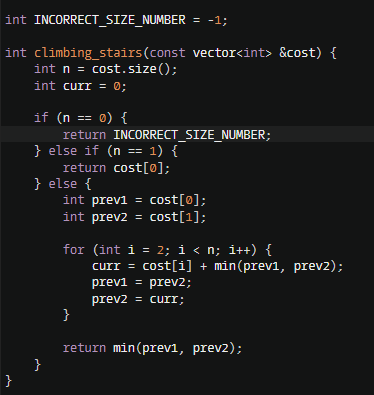 int INCORRECT_SIZE_NUMBER = -1;

int climbing_stairs(const vector<int> &cost) {
    int n = cost.size();
    int curr = 0;

    if (n == 0) {
        return INCORRECT_SIZE_NUMBER;
    } else if (n == 1) {
        return cost[0];
    } else {
        int prev1 = cost[0];
        int prev2 = cost[1];

        for (int i = 2; i < n; i++) {
            curr = cost[i] + min(prev1, prev2);
            prev1 = prev2;
            prev2 = curr;
        }

        return min(prev1, prev2);
    }
}